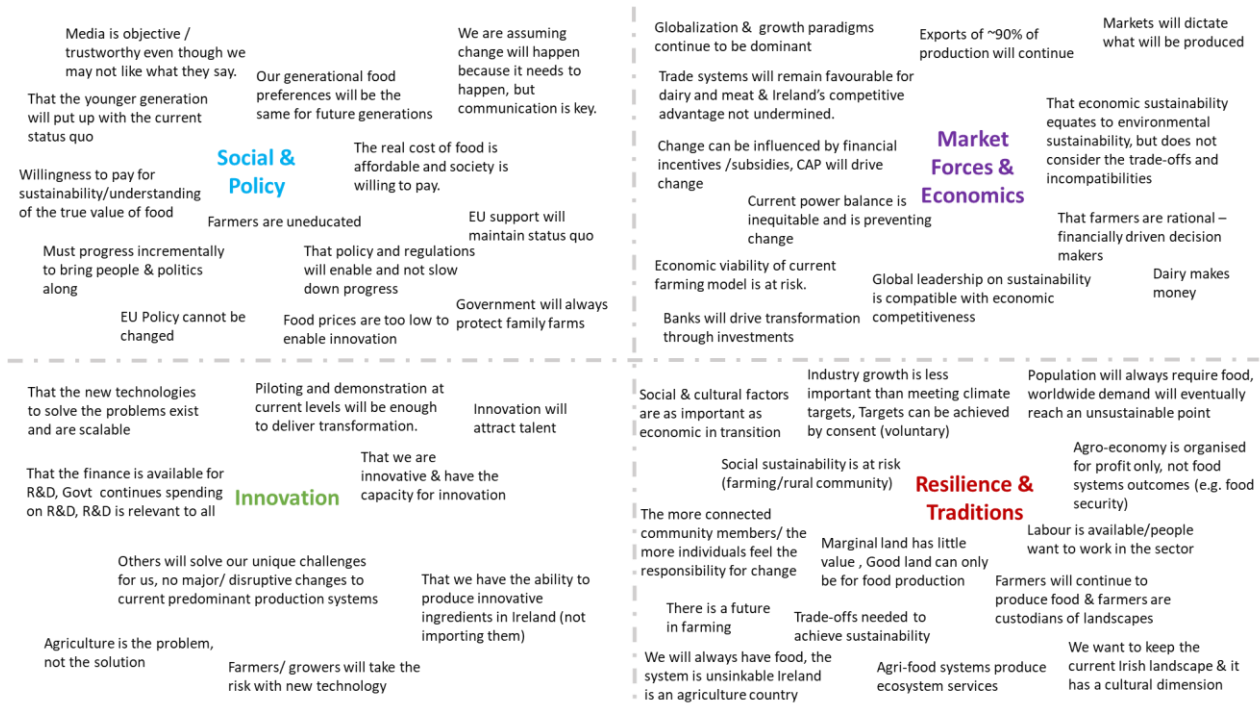 Media is objective /
trustworthy even though we
may not like what they say.
We are assuming
change will happen
because it needs to
happen, but
communication is key.
Our generational food
preferences will be the
same for future generations
That the younger generation
will put up with the current
status quo
Social &
Policy
The real cost of food is
affordable and society is
willing to pay.
Willingness to pay for
sustainability/understanding
of the true value of food
Farmers are uneducated
EU support will
maintain status quo
Must progress incrementally
to bring people & politics
along
That policy and regulations
will enable and not slow
down progress
Government will always
protect family farms
EU Policy cannot be
changed
Food prices are too low to
enable innovation
Globalization & growth paradigms
continue to be dominant
Exports of ~90% of
production will continue
Markets will dictate
what will be produced
Trade systems will remain favourable for
dairy and meat & Ireland's competitive
advantage not undermined.
That economic sustainability
equates to environmental
sustainability, but does not
consider the trade-offs and
incompatibilities
Market
Forces &
Economics
Change can be influenced by financial
incentives /subsidies, CAP will drive
change
Current power balance is
inequitable and is preventing
change
That farmers are rational –
financially driven decision
makers
Economic viability of current
farming model is at risk.
Global leadership on sustainability
is compatible with economic
competitiveness
Dairy makes
money
Banks will drive transformation
through investments
That the new technologies
to solve the problems exist
and are scalable
Piloting and demonstration at
current levels will be enough
to deliver transformation.
Innovation will
attract talent
That the finance is available for
R&D, Govt continues spending
on R&D, R&D is relevant to all
Innovation
That we are
innovative & have the
capacity for innovation
Others will solve our unique challenges
for us, no major/ disruptive changes to
current predominant production systems
That we have the ability to
produce innovative
ingredients in Ireland (not
importing them)
Agriculture is the problem,
not the solution
Farmers/ growers will take the
risk with new technology
Social & cultural factors
are as important as
economic in transition
Industry growth is less
important than meeting climate
targets, Targets can be achieved
by consent (voluntary)
Population will always require food,
worldwide demand will eventually
reach an unsustainable point
Social sustainability is at risk
(farming/rural community)
Resilience &
Traditions
Agro-economy is organised
for profit only, not food
systems outcomes (e.g. food
security)
The more connected
community members/ the
more individuals feel the
responsibility for change
Marginal land has little
value , Good land can only
be for food production
Labour is available/people
want to work in the sector
Farmers will continue to
produce food & farmers are
custodians of landscapes
There is a future
in farming
Trade-offs needed to
achieve sustainability
We will always have food, the
system is unsinkable Ireland
is an agriculture country
Agri-food systems produce
ecosystem services
We want to keep the
current Irish landscape & it
has a cultural dimension